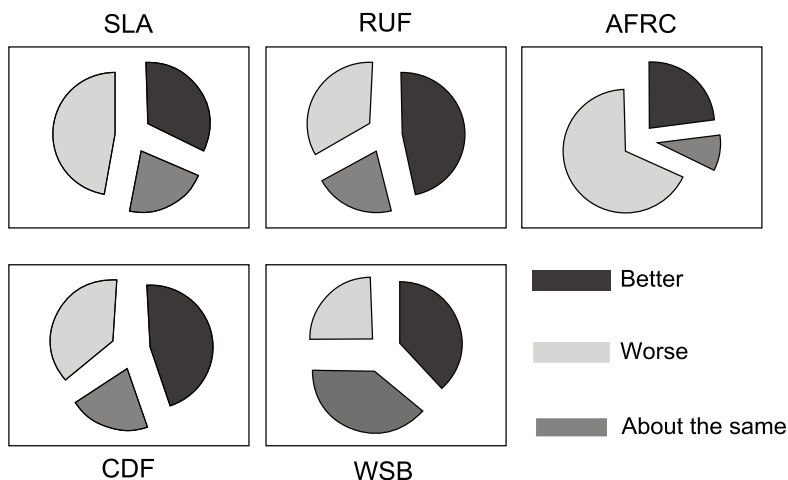 SLA
RUF
AFRC
Better
Worse
About the same
CDF
WSB